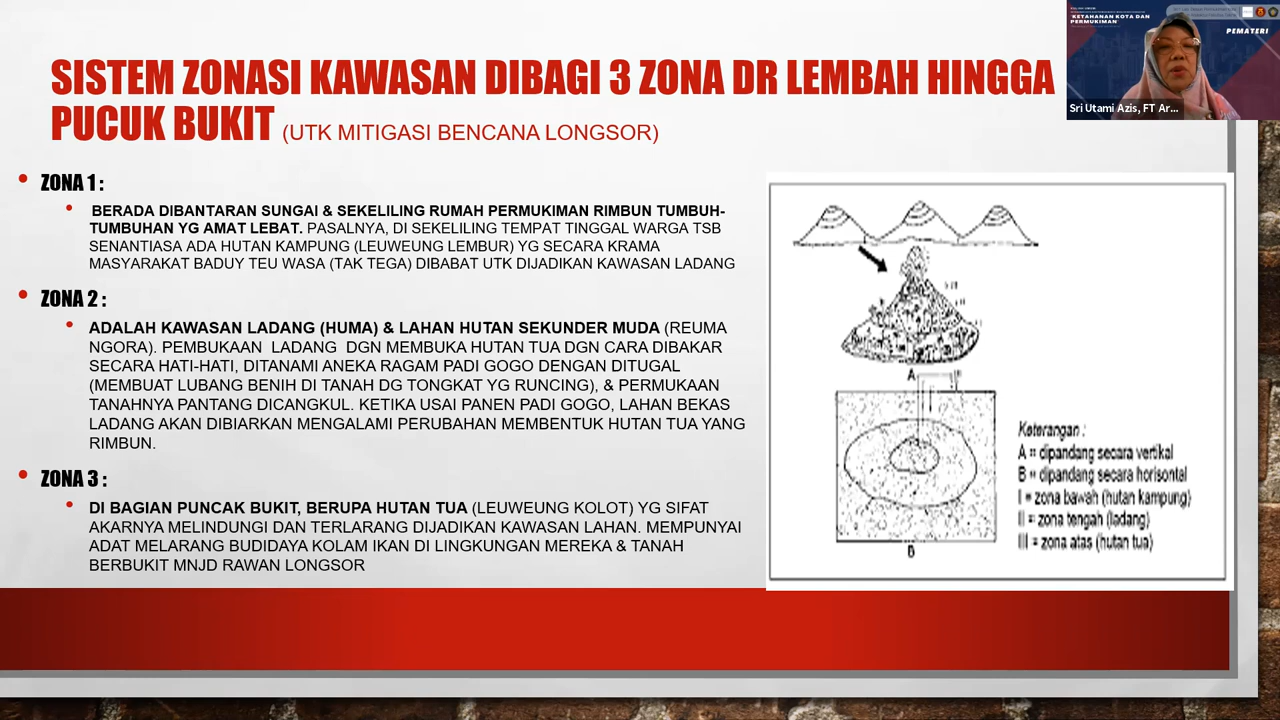 SISTEM ZONASI KAWASAN DIBAGI 3 ZONA DR LEMBAH HINGGA
PUCUK BUKIT (UTK MITIGASI BENCANA LONGSOR)
"KETAHANAN KOTA DAN
PERMUKIMAN"
PEMATERI
Sri Utami Azis, FT Ar...
• ZONA 1 :
• BERADA DIBANTARAN SUNGAI & SEKELILING RUMAH PERMUKIMAN RIMBUN TUMBUH-
TUMBUHAN YG AMAT LEBAT. PASALNYA, DI SEKELILING TEMPAT TINGGAL WARGA TSB
SENANTIASA ADA HUTAN KAMPUNG (LEUWEUNG LEMBUR) YG SECARA KRAMA
MASYARAKAT BADUY TEU WASA (TAK TEGA) DIBABAT UTK DIJADIKAN KAWASAN LADANG
• ZONA 2 :
• ADALAH KAWASAN LADANG (HUMA) & LAHAN HUTAN SEKUNDER MUDA (REUMA
NGORA). PEMBUKAAN LADANG DGN MEMBUKA HUTAN TUA DGN CARA DIBAKAR
SECARA HATI-HATI, DITANAMI ANEKA RAGAM PADI GOGO DENGAN DITUGAL
(MEMBUAT LUBANG BENIH DI TANAH DG TONGKAT YG RUNCING), & PERMUKAAN
TANAHNYA PANTANG DICANGKUL. KETIKA USAI PANEN PADI GOGO, LAHAN BEKAS
LADANG AKAN DIBIARKAN MENGALAMI PERUBAHAN MEMBENTUK HUTAN TUA YANG
RIMBUN.
• ZONA 3 :
• DI BAGIAN PUNCAK BUKIT, BERUPA HUTAN TUA (LEUWEUNG KOLOT) YG SIFAT
AKARNYA MELINDUNGI DAN TERLARANG DIJADIKAN KAWASAN LAHAN. MEMPUNYAI
ADAT MELARANG BUDIDAYA KOLAM IKAN DI LINGKUNGAN MEREKA & TANAH
BERBUKIT MNJD RAWAN LONGSOR
A
B
Keterangan :
A = dipandang secara vertikal
B = dipandang secara horisontal
I = zona bawah (hutan kampung)
II = zona tengah (ladang)
III = zona atas (hutan tua)